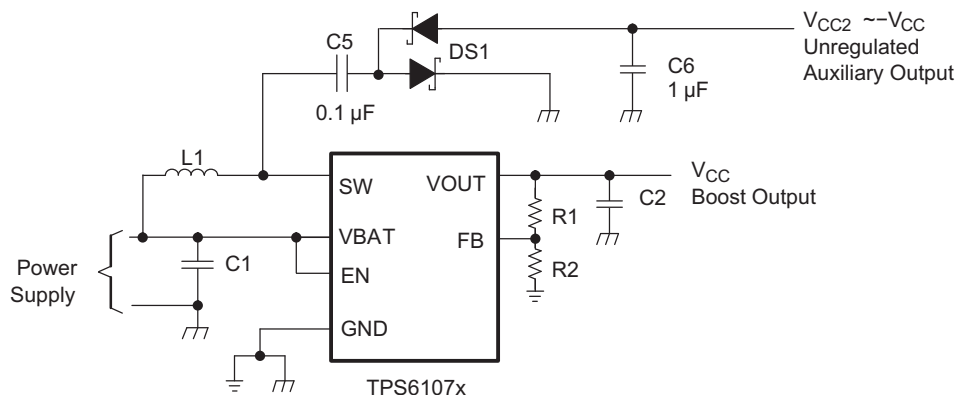 V_CC2 ~–V_CC
Unregulated
Auxiliary Output
C5
DS1
C6
1 µF
0.1 µF
L1
SW
VOUT
V_CC
Boost Output
R1
C2
VBAT
FB
Power
Supply
C1
EN
R2
GND
TPS6107x